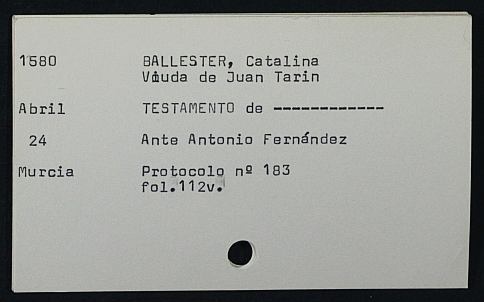 1580 BALLESTER, Catalina
Viuda de Juan Tarin
Abril TESTAMENTO de ------------
24 Ante Antonio Fernández
Murcia Protocolo nº 183
fol.112v.